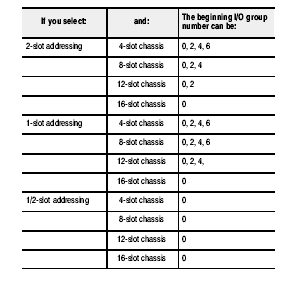 If you select: and: The beginning I/O group number can be:
2-slot addressing 4-slot chassis 0, 2, 4, 6
8-slot chassis 0, 2, 4
12-slot chassis 0, 2
16-slot chassis 0
1-slot addressing 4-slot chassis 0, 2, 4, 6
8-slot chassis 0, 2, 4, 6
12-slot chassis 0, 2, 4,
16-slot chassis 0
1/2-slot addressing 4-slot chassis 0
8-slot chassis 0
12-slot chassis 0
16-slot chassis 0